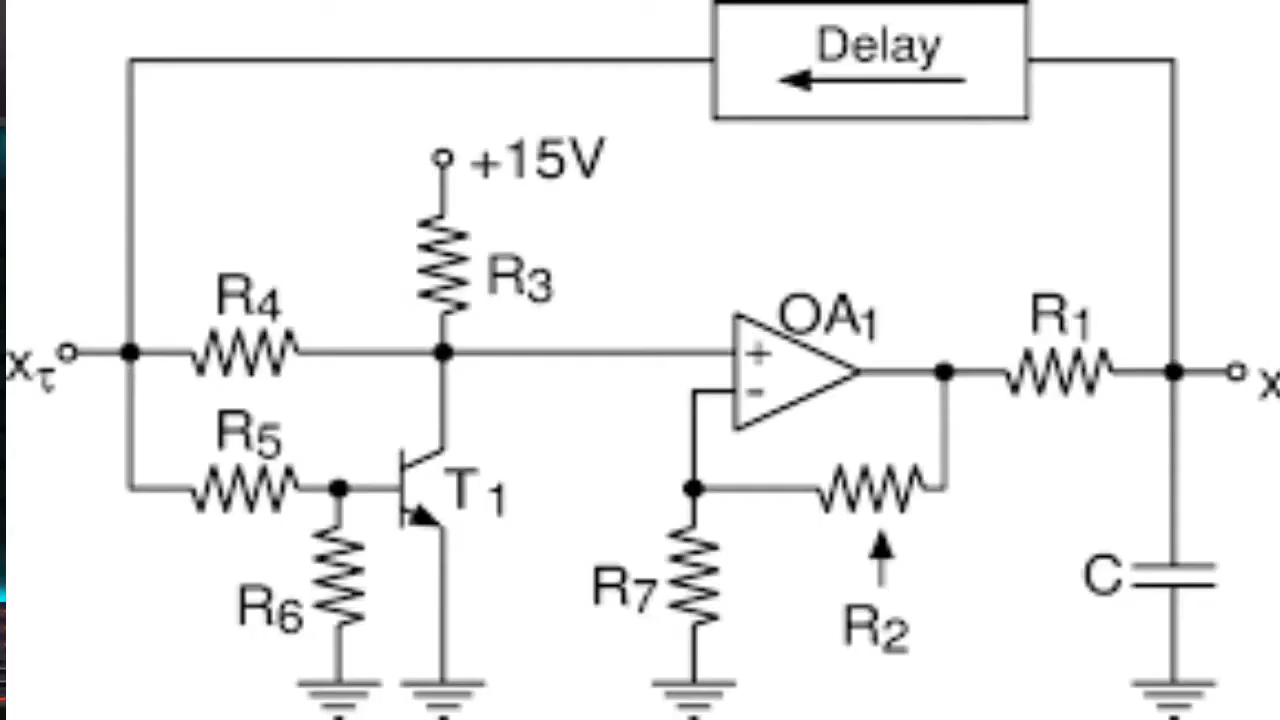 Delay
+15V
R3
R4
OA1
R1
+
xτ
-
x
R5
T1
C
R7
R6
R2